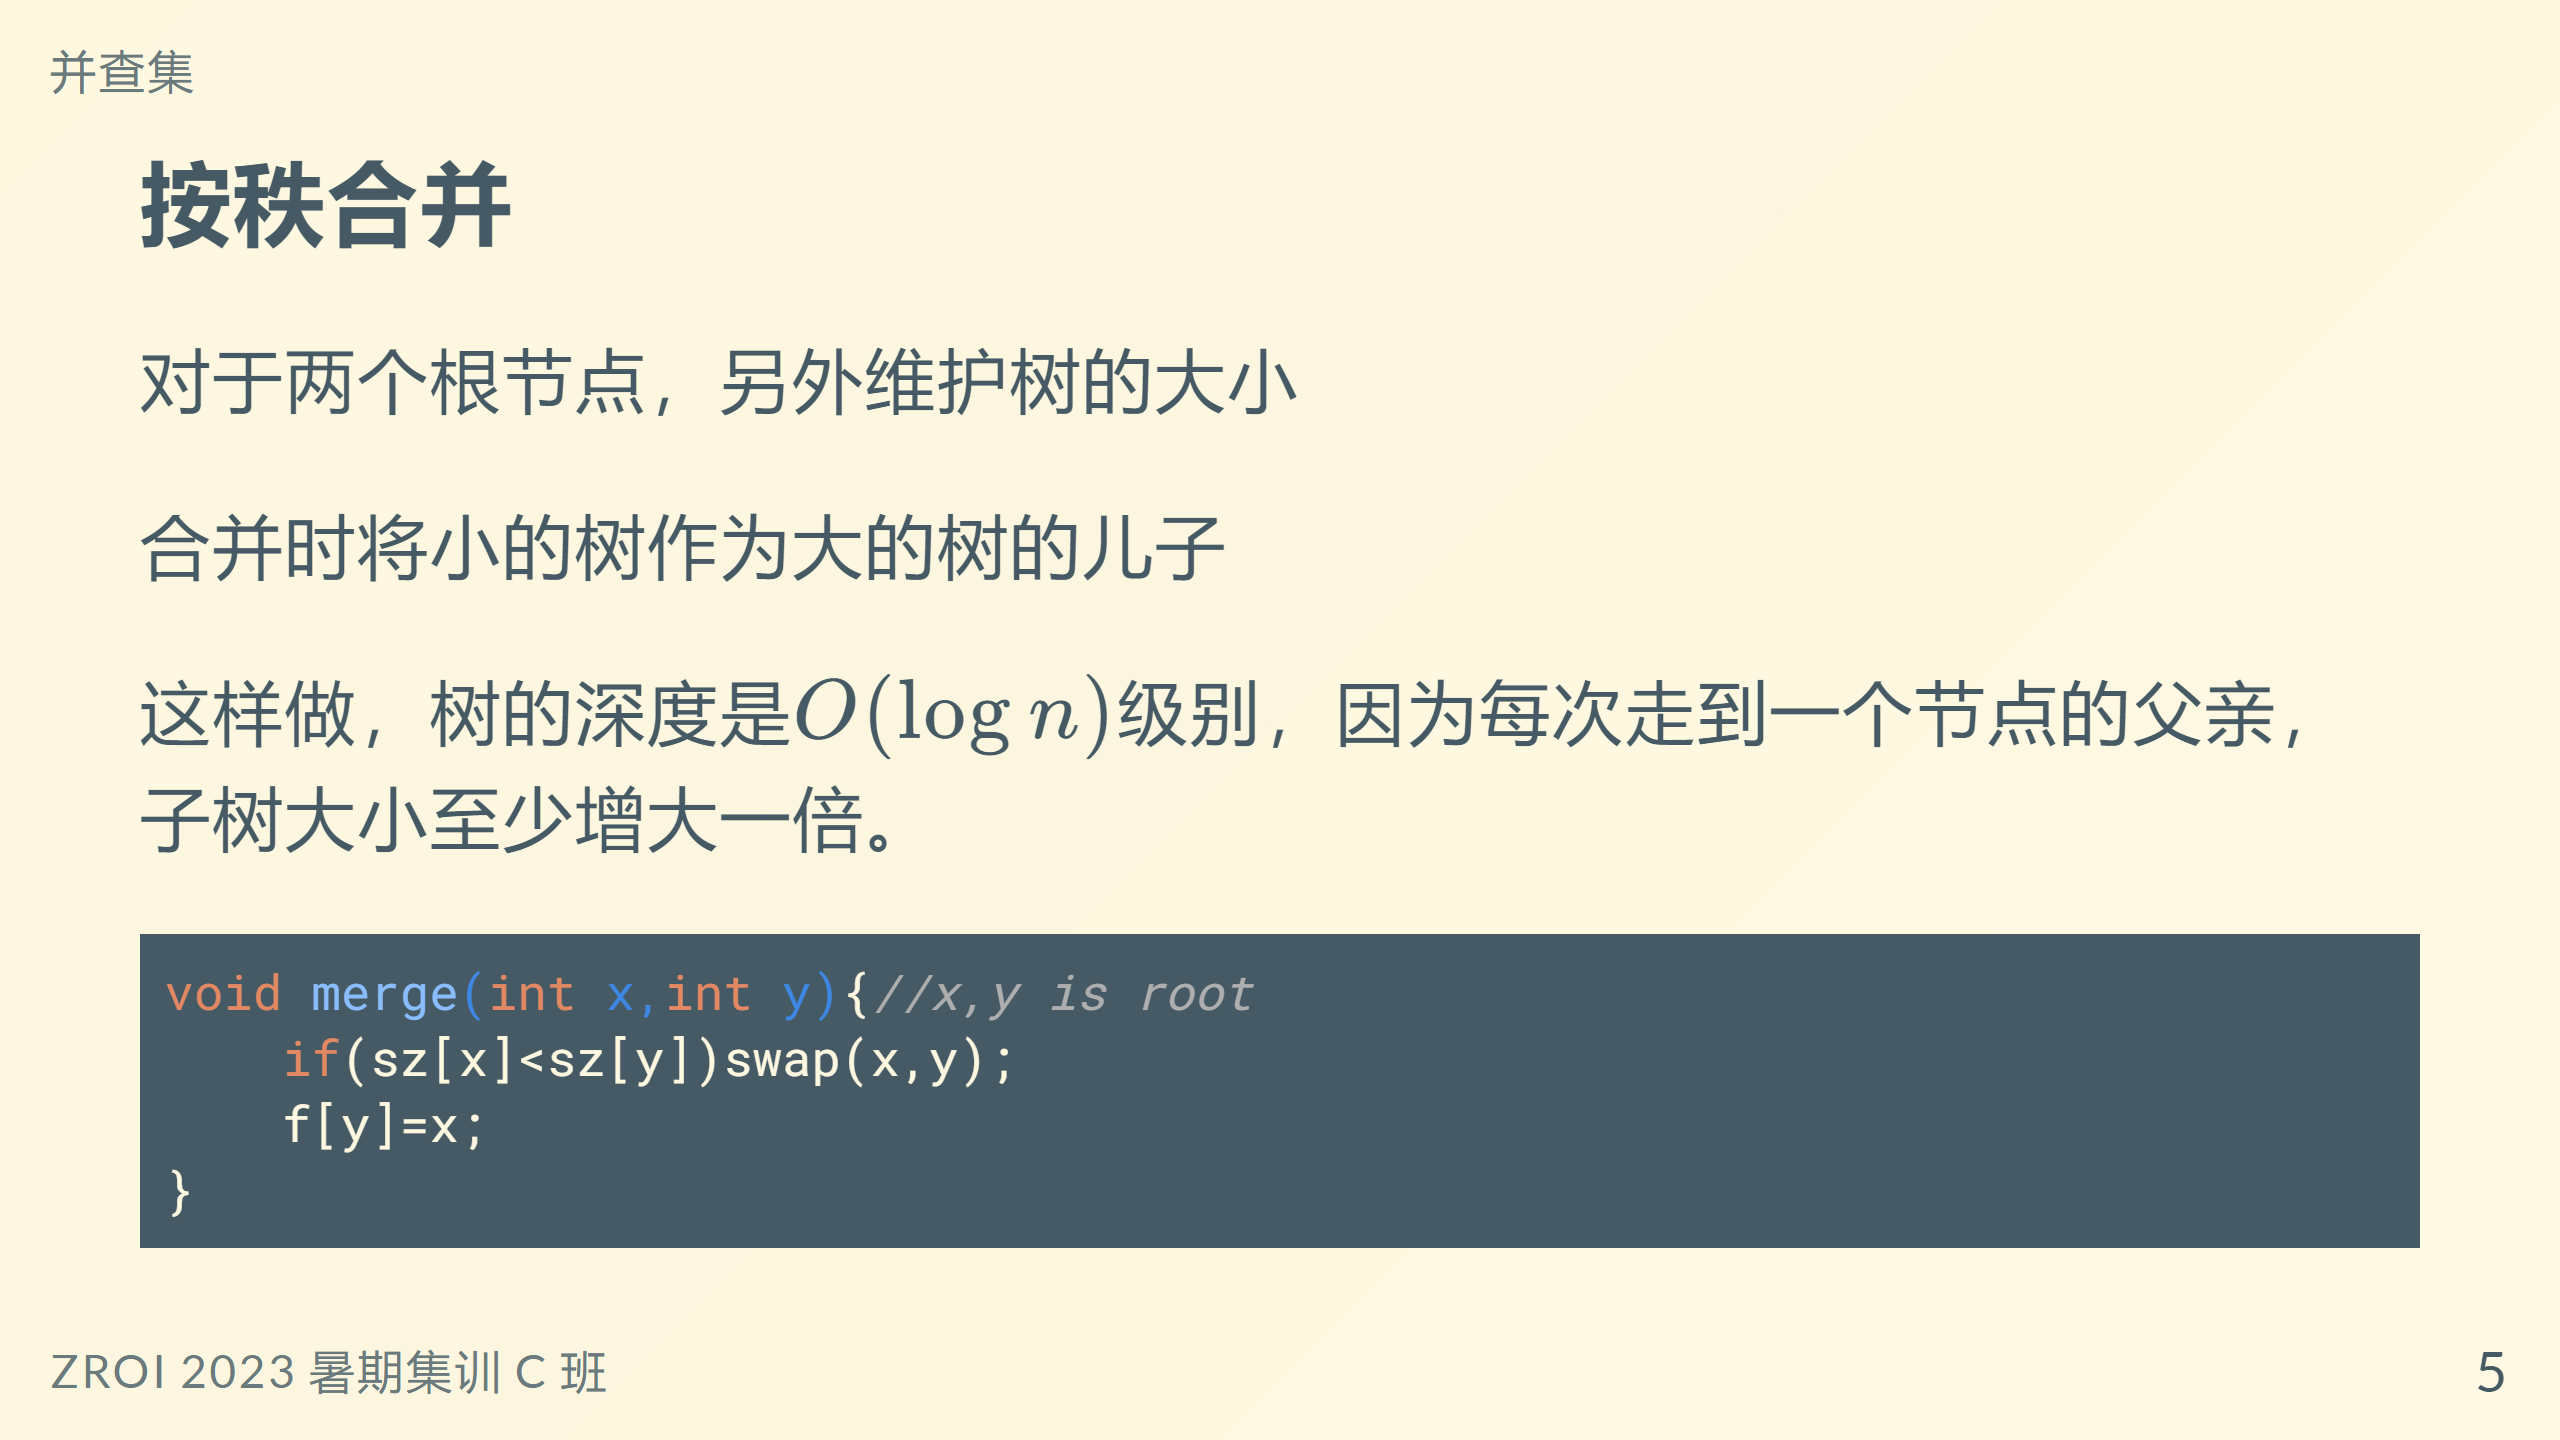 并查集
按秩合并
对于两个根节点，另外维护树的大小
合并时将小的树作为大的树的儿子
这样做，树的深度是O(log n)级别，因为每次走到一个节点的父亲，
子树大小至少增大一倍。
void merge(int x,int y){//x,y is root
    if(sz[x]<sz[y])swap(x,y);
    f[y]=x;
}
ZROI 2023 暑期集训 C 班
5